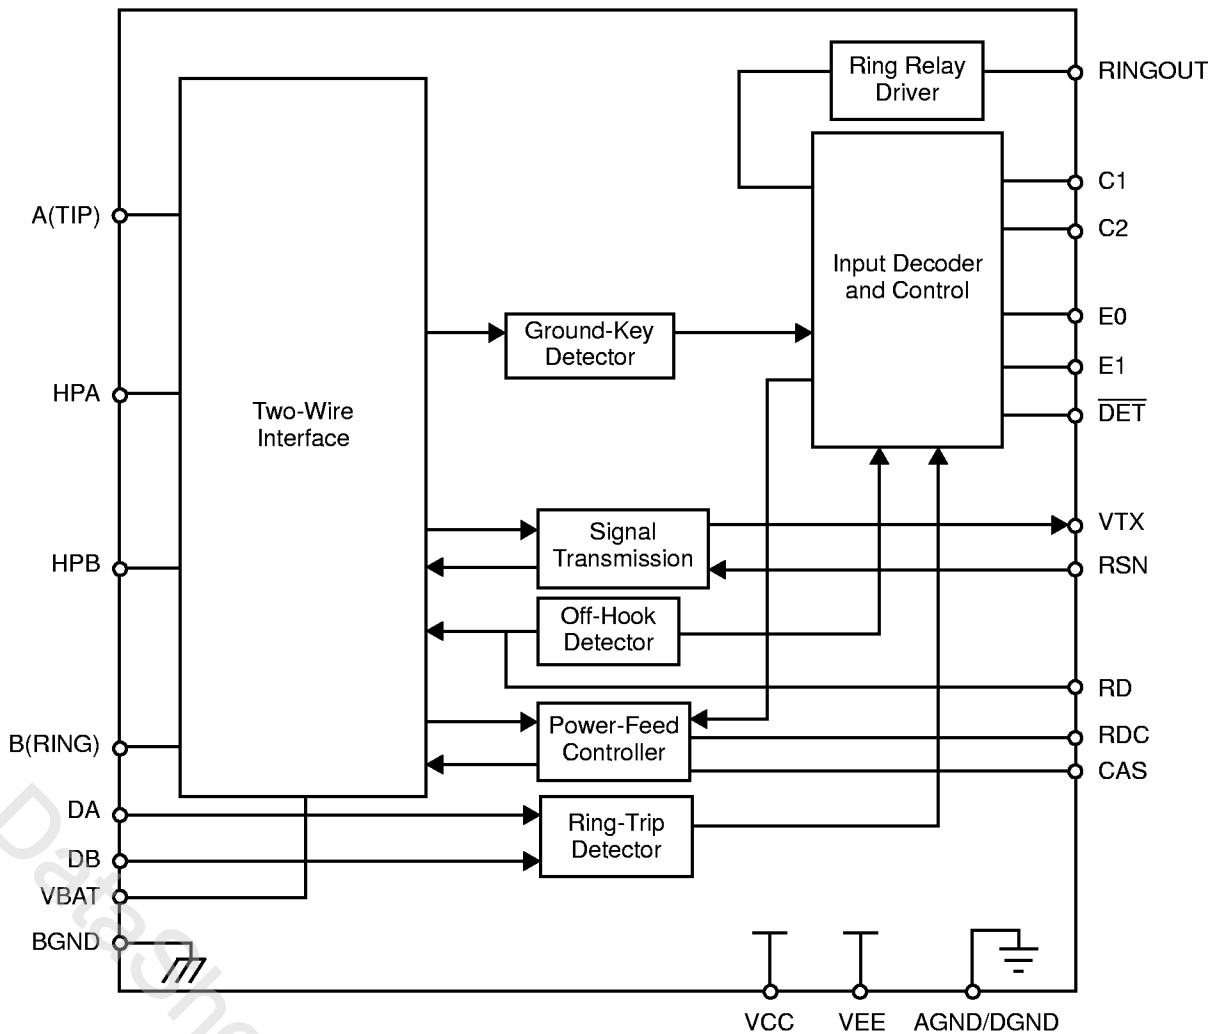 Ring Relay
Driver
RINGOUT
A(TIP)
HPA
HPB
B(RING)
DA
DB
VBAT
BGND
Two-Wire
Interface
Ground-Key
Detector
Input Decoder
and Control
C1
C2
E0
E1
DET
Signal
Transmission
VTX
RSN
Off-Hook
Detector
RD
Power-Feed
Controller
RDC
CAS
Ring-Trip
Detector
VCC
VEE
AGND/DGND